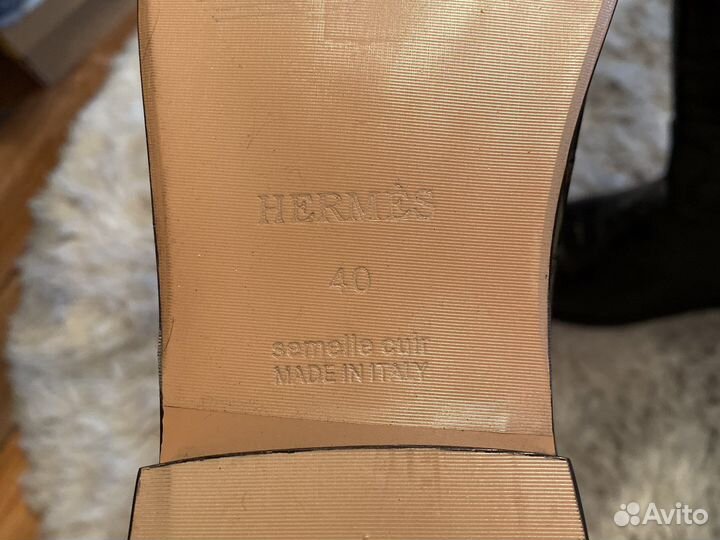 HERMÈS
40
semelle cuir
MADE IN ITALY
Avito